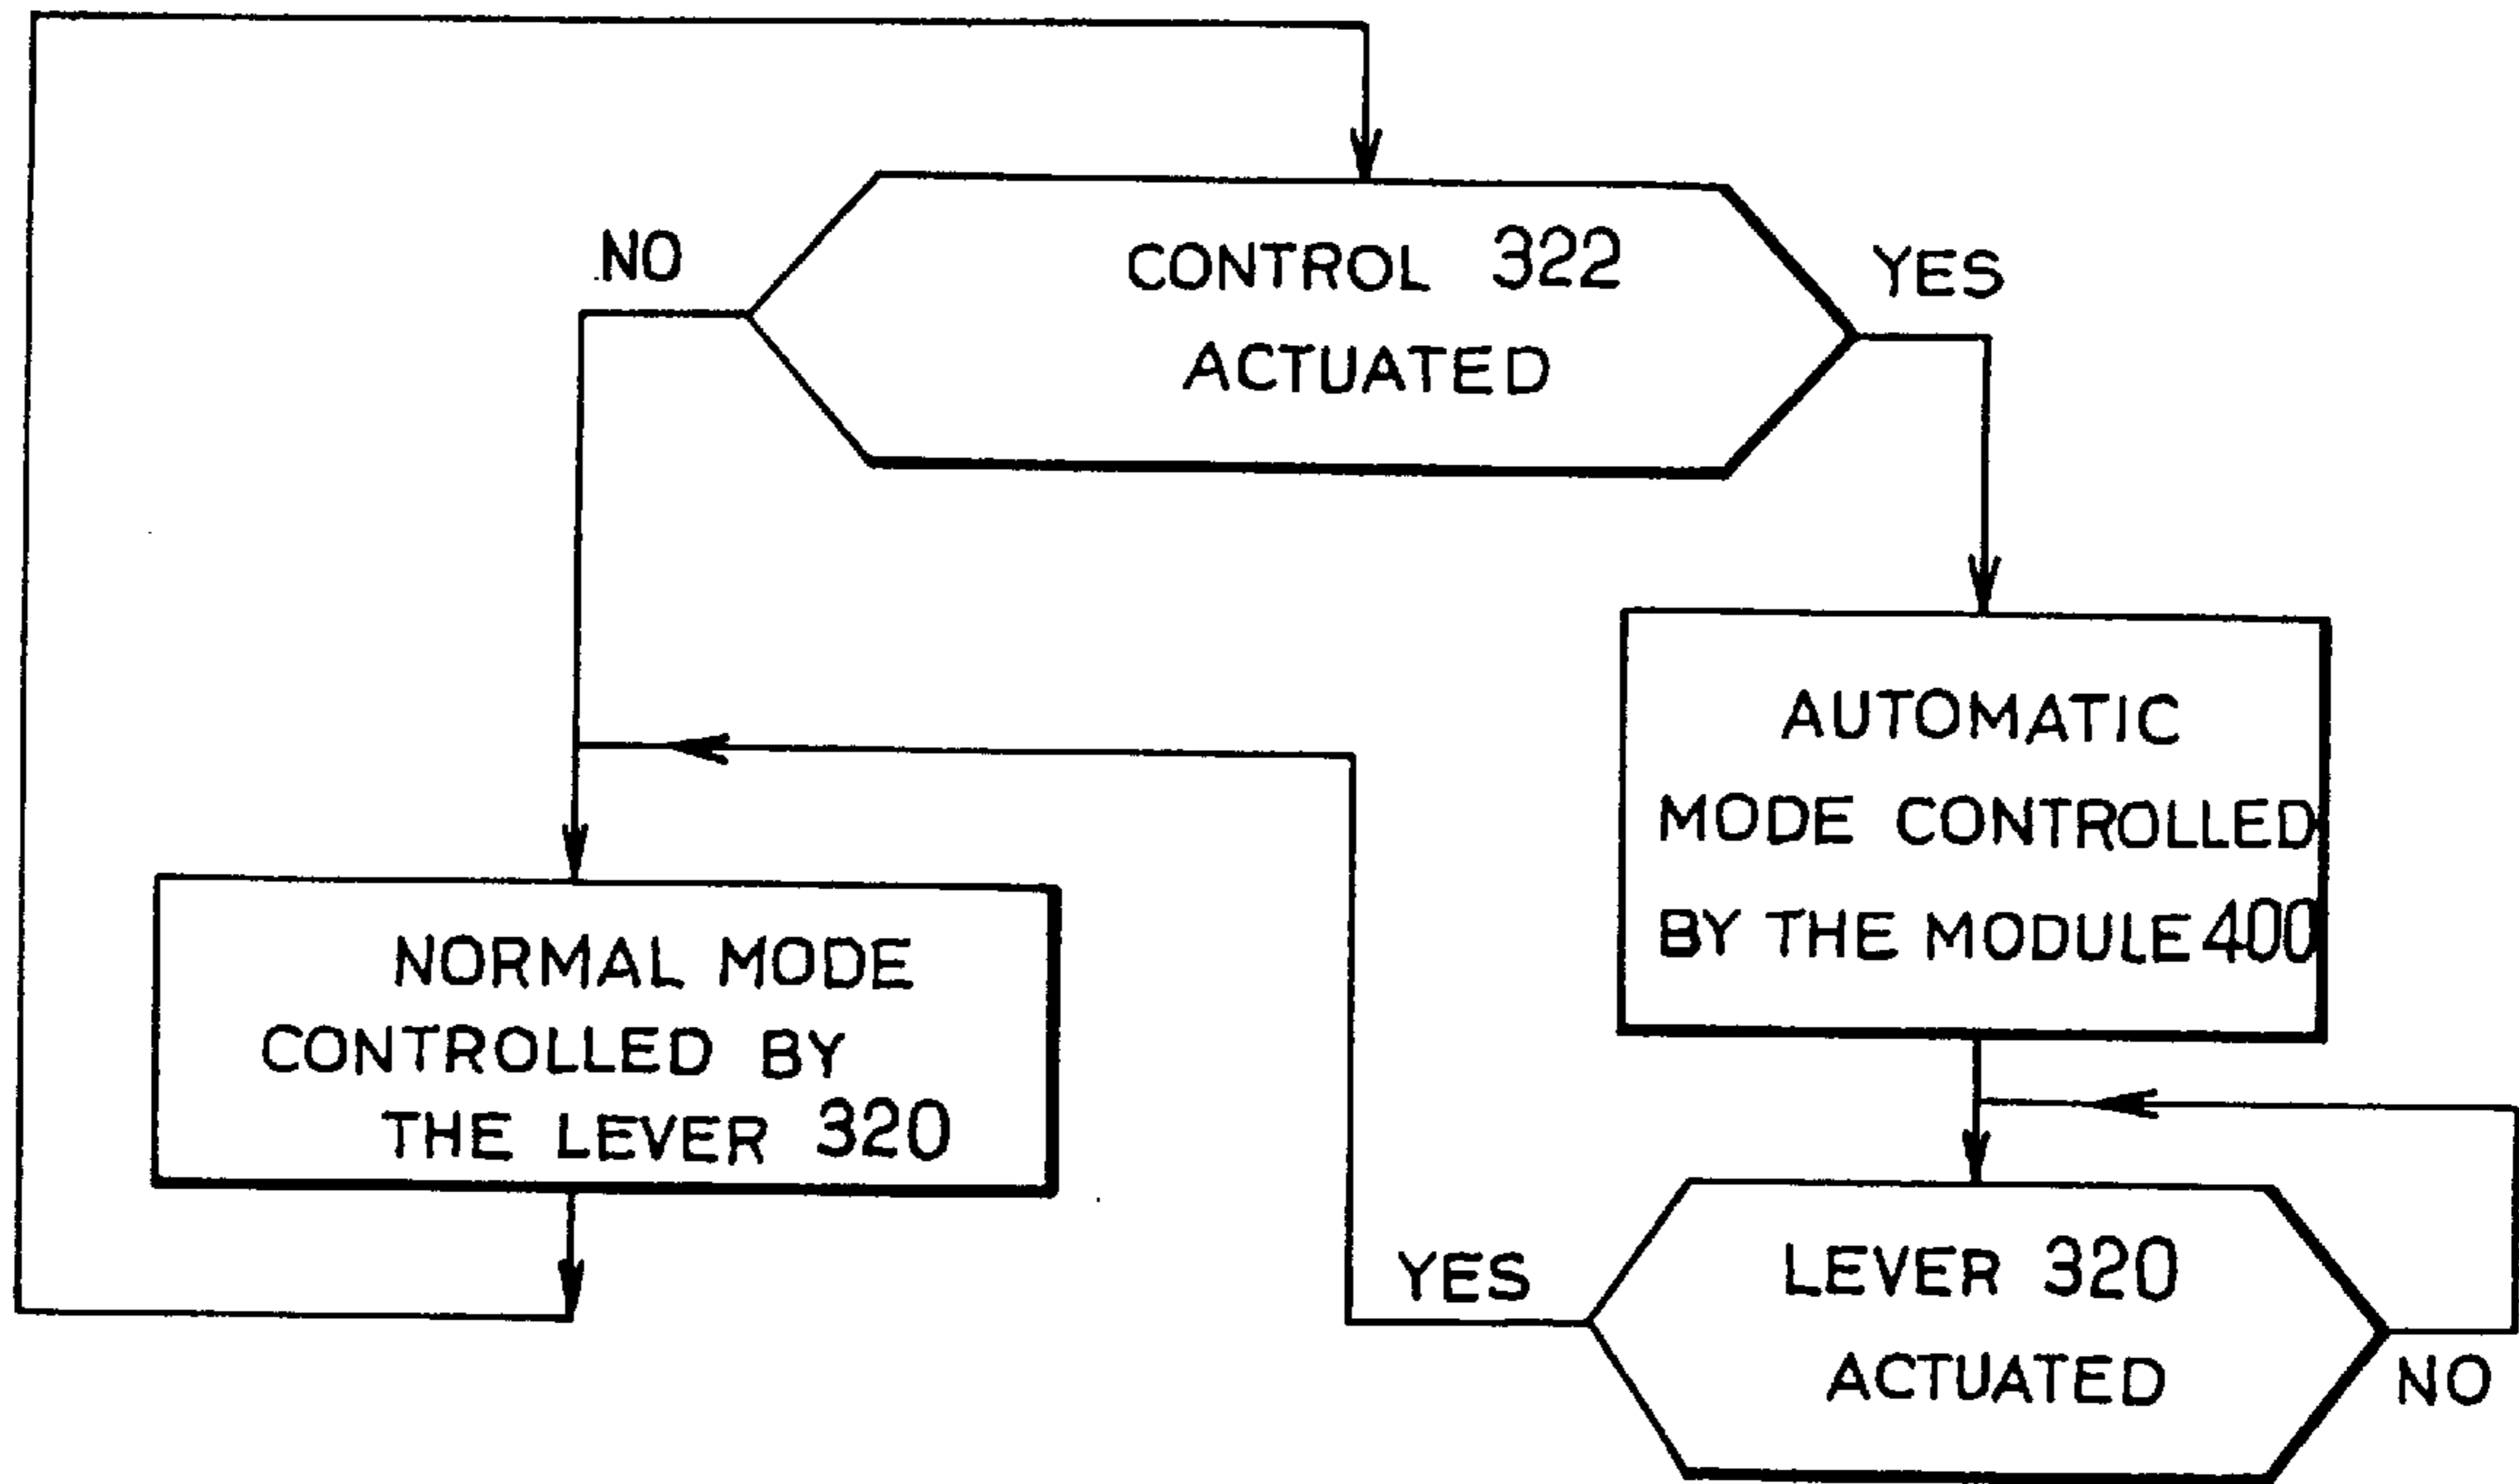 NO
CONTROL 322
ACTUATED
YES
AUTOMATIC
MODE CONTROLLED
BY THE MODULE 400
NORMAL MODE
CONTROLLED BY
THE LEVER 320
YES
LEVER 320
ACTUATED
NO